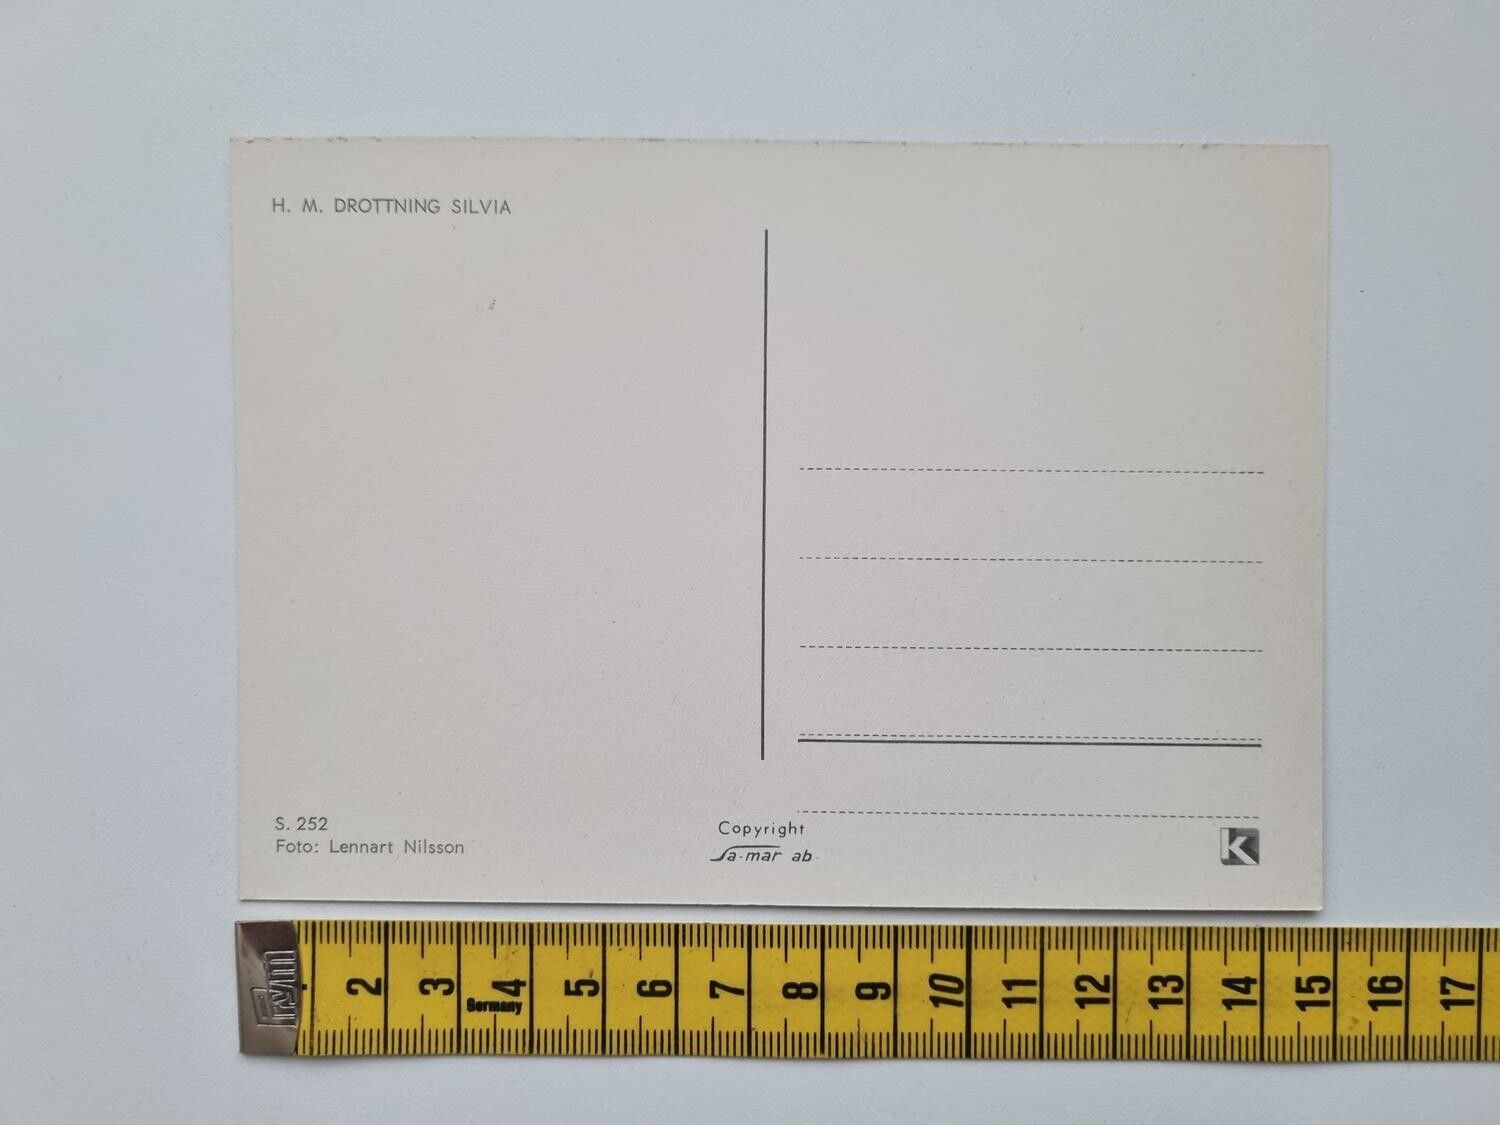 H. M. DROTTNING SILVIA
S. 252
Foto: Lennart Nilsson
Copyright
Sa-mar ab
K
Prym
2 3 4 5 6 7 8 9 10 11 12 13 14 15 16 17
Germany